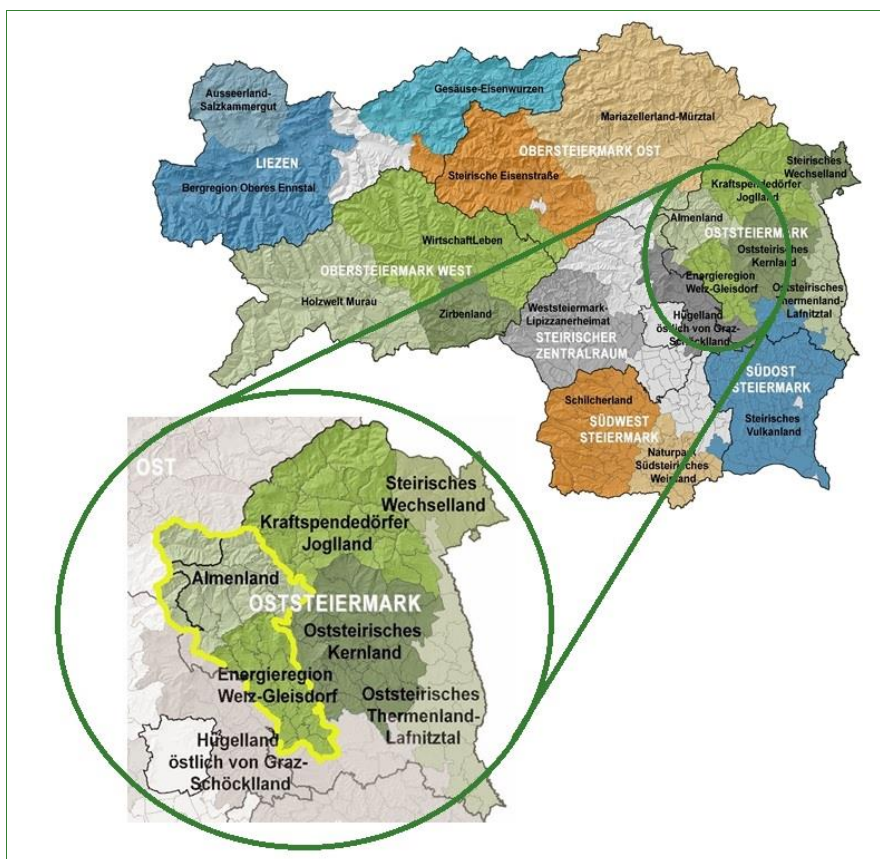 Ausseerland-
Salzkammergut
Gesäuse-Eisenwurzen
Mariazellerland-Mürztal
LIEZEN
OBERSTEIERMARK OST
Steirisches
Wechselland
Bergregion Oberes Ennstal
Steirische Eisenstraße
Kraftspendedörfer
Joglland
Almenland
OSTSTEIERMARK
WirtschaftLeben
Oststeirisches
Kernland
OBERSTEIERMARK WEST
Energieregion
Weiz-Gleisdorf
Holzwelt Murau
Zirbenland
Weststeiermark-
Lipizzanerheimat
Oststeirisches
Thermenland-
Lafnitztal
STEIRISCHER
ZENTRALRAUM
Hügelland
östlich von Graz-
Schöcklland
SÜDOST
STEIERMARK
Schilcherland
SÜDWEST
STEIERMARK
Steirisches
Vulkanland
Naturpark
Südsteirisches
Weinland
OST
Steirisches
Wechselland
Kraftspendedörfer
Joglland
Almenland
OSTSTEIERMARK
Oststeirisches
Kernland
Energieregion
Weiz-Gleisdorf
Oststeirisches
Thermenland-
Lafnitztal
Hügelland
östlich von Graz-
Schöcklland